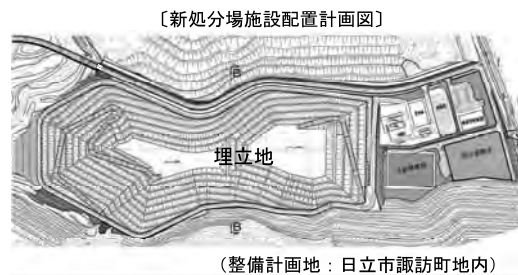 〔新処分場施設配置計画図〕
埋立地
（整備計画地：日立市諏訪町地内）